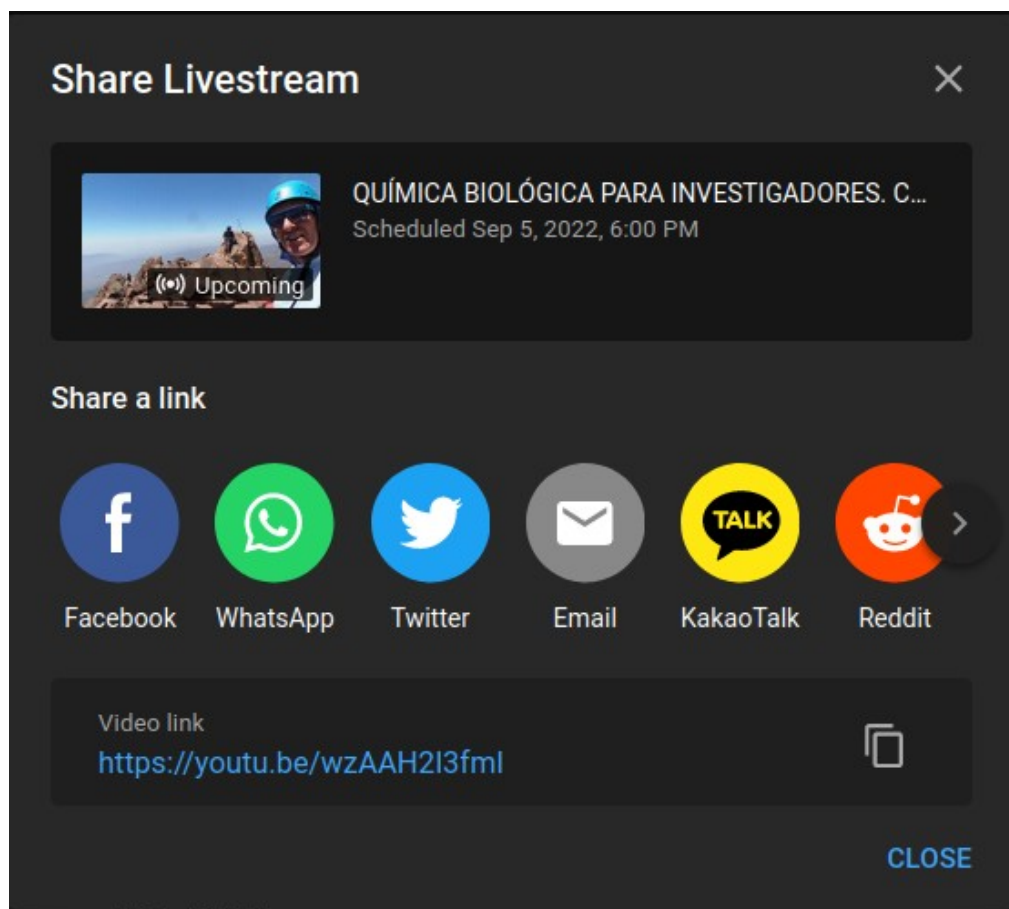 Share Livestream
QUÍMICA BIOLÓGICA PARA INVESTIGADORES. C...
Scheduled Sep 5, 2022, 6:00 PM
Upcoming
Share a link
f
TALK
Facebook WhatsApp Twitter Email KakaoTalk Reddit
Video link
https://youtu.be/wzAAH2I3fmI
CLOSE